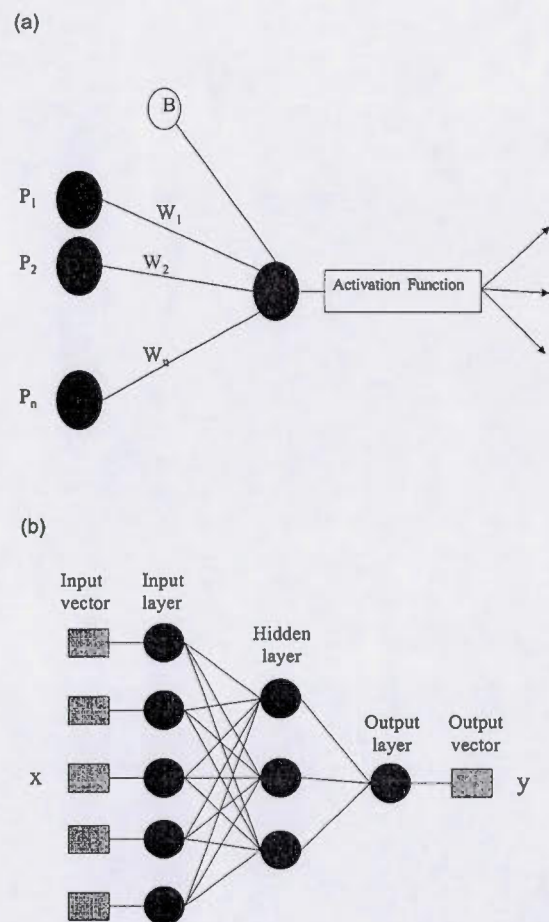 (a)
B
P1
W1
P2
W2
Activation Function
Wn
Pn
(b)
Input vector
Input layer
Hidden layer
Output layer
Output vector
x
y